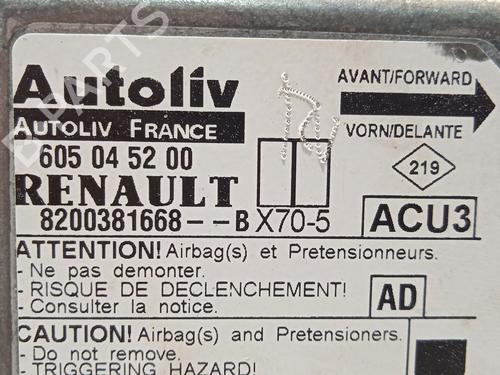 Autoliv
AUTOLIV FRANCE
605 04 52 00
RENAULT
8200381668--B X70-5
AVANT/FORWARD
VORN/DELANTE
219
ACU3
ATTENTION! Airbag(s) et Pretensionneurs.
- Ne pas demonter.
- RISQUE DE DECLENCHEMENT!
- Consulter la notice.
AD
CAUTION! Airbag(s) and Pretensioners.
- Do not remove.
- TRIGGERING HAZARD!